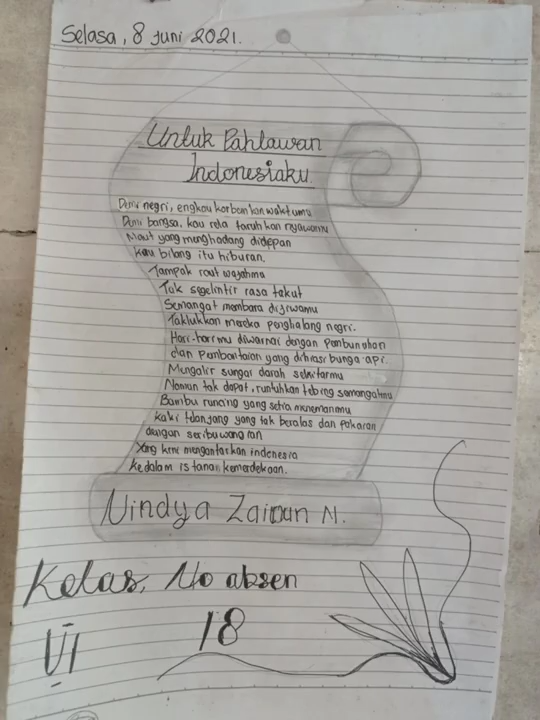 Selasa, 8 Juni 2021.
Untuk Pahlawan
Indonesiaku
Demi negri, engkau korbankan waktumu
Demi bangsa, kau rela taruhkan nyawamu
Maut yang menghadang didepan
kau bilang itu hiburan.
Tampak raut wajahmu
Tak segelintir rasa takut
Semangat membara dijiwamu
Taklukkan mereka penghalang negri.
Hari-harimu diwarnai dengan pembunuhan
dan pembantaian yang dihiasi bunga api.
Mengalir sungai darah sekitarmu
Namun tak dapat, runtuhkan tebing semangatmu
Bambu runcing yang setia menemanimu
kaki telanjang yang tak beralas dan pakaian
dengan seribu wangian
Yang kini mengantarkan indonesia
kedalam istana kemerdekaan.
Nindya Zainun N.
Kelas, No absen
VI 18